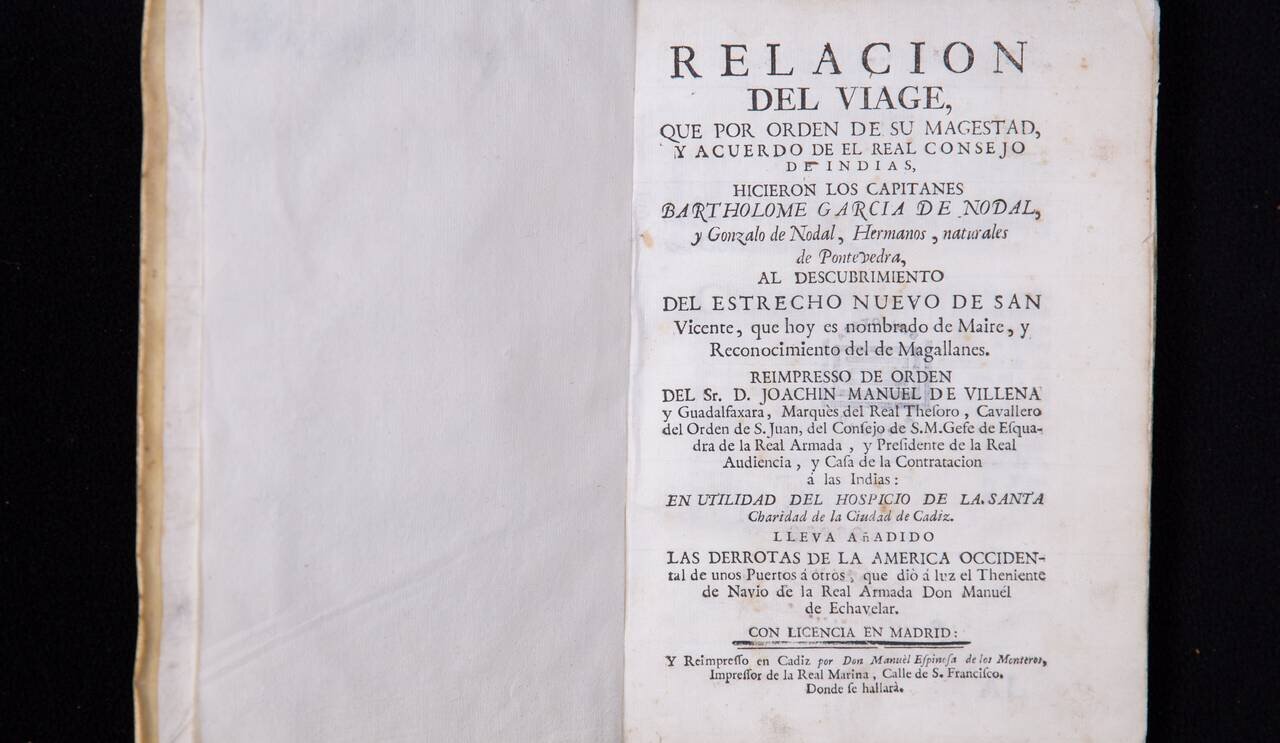 RELACION
DEL VIAGE,
QUE POR ORDEN DE SU MAGESTAD,
Y ACUERDO DE EL REAL CONSEJO
DE INDIAS,
HICIERON LOS CAPITANES
BARTHOLOME GARCIA DE NODAL,
y Gonzalo de Nodal, Hermanos, naturales
de Pontevedra,
AL DESCUBRIMIENTO
DEL ESTRECHO NUEVO DE SAN
Vicente, que hoy es nombrado de Maire, y
Reconocimiento del de Magallanes.
REIMPRESSO DE ORDEN
DEL Sr. D. JOACHIN MANUEL DE VILLENA
y Guadalfaxara, Marquès del Real Theſoro, Cavallero
del Orden de S. Juan, del Conſejo de S.M. Gefe de Eſqua-
dra de la Real Armada, y Preſidente de la Real
Audiencia, y Caſa de la Contratacion
á las Indias:
EN UTILIDAD DEL HOSPICIO DE LA SANTA
Charidad de la Ciudad de Cadiz.
LLEVA AñADIDO
LAS DERROTAS DE LA AMERICA OCCIDEN-
tal de unos Puertos á otros, que diò á luz el Theniente
de Navio de la Real Armada Don Manuél
de Echavelar.
CON LICENCIA EN MADRID:
Y Reimpreſſo en Cadiz por Don Manuèl Eſpinoſa de los Monteros,
Impreſſor de la Real Marina, Calle de S. Franciſco.
Donde ſe hallarà.